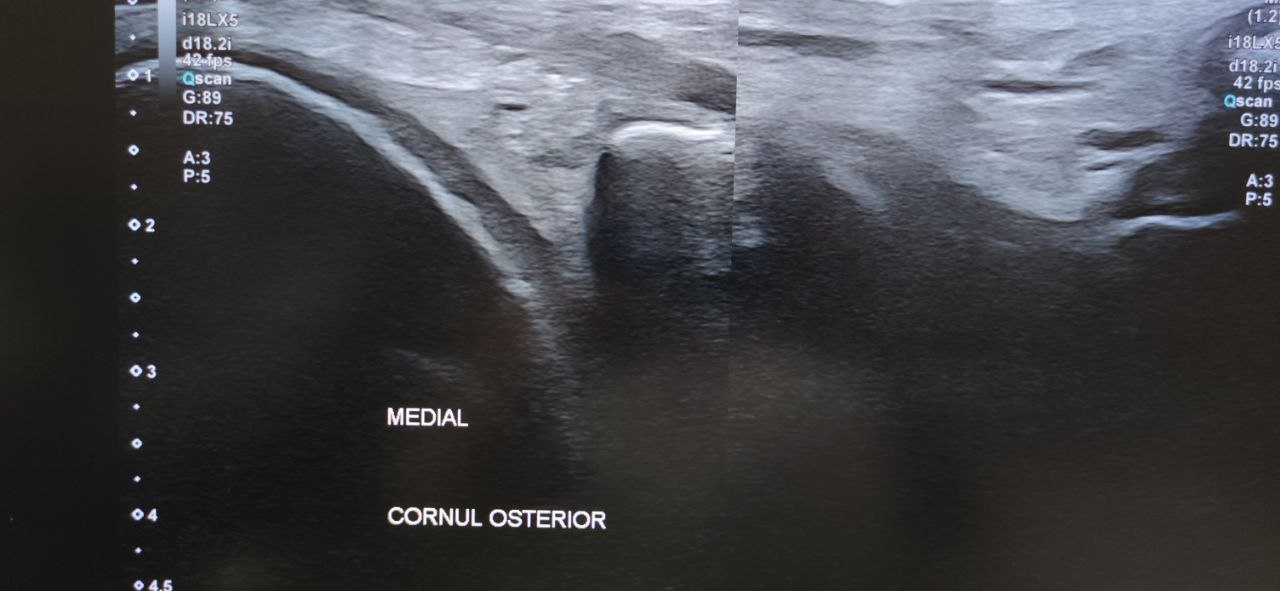 i18LX5
d18.2i
42 fps
Qscan
G:89
DR:75
A:3
P:5
1
2
3
4
4.5
MEDIAL
CORNUL OSTERIOR
(1.2
i18LX5
d18.2i
42 fps
Qscan
G:89
DR:75
A:3
P:5